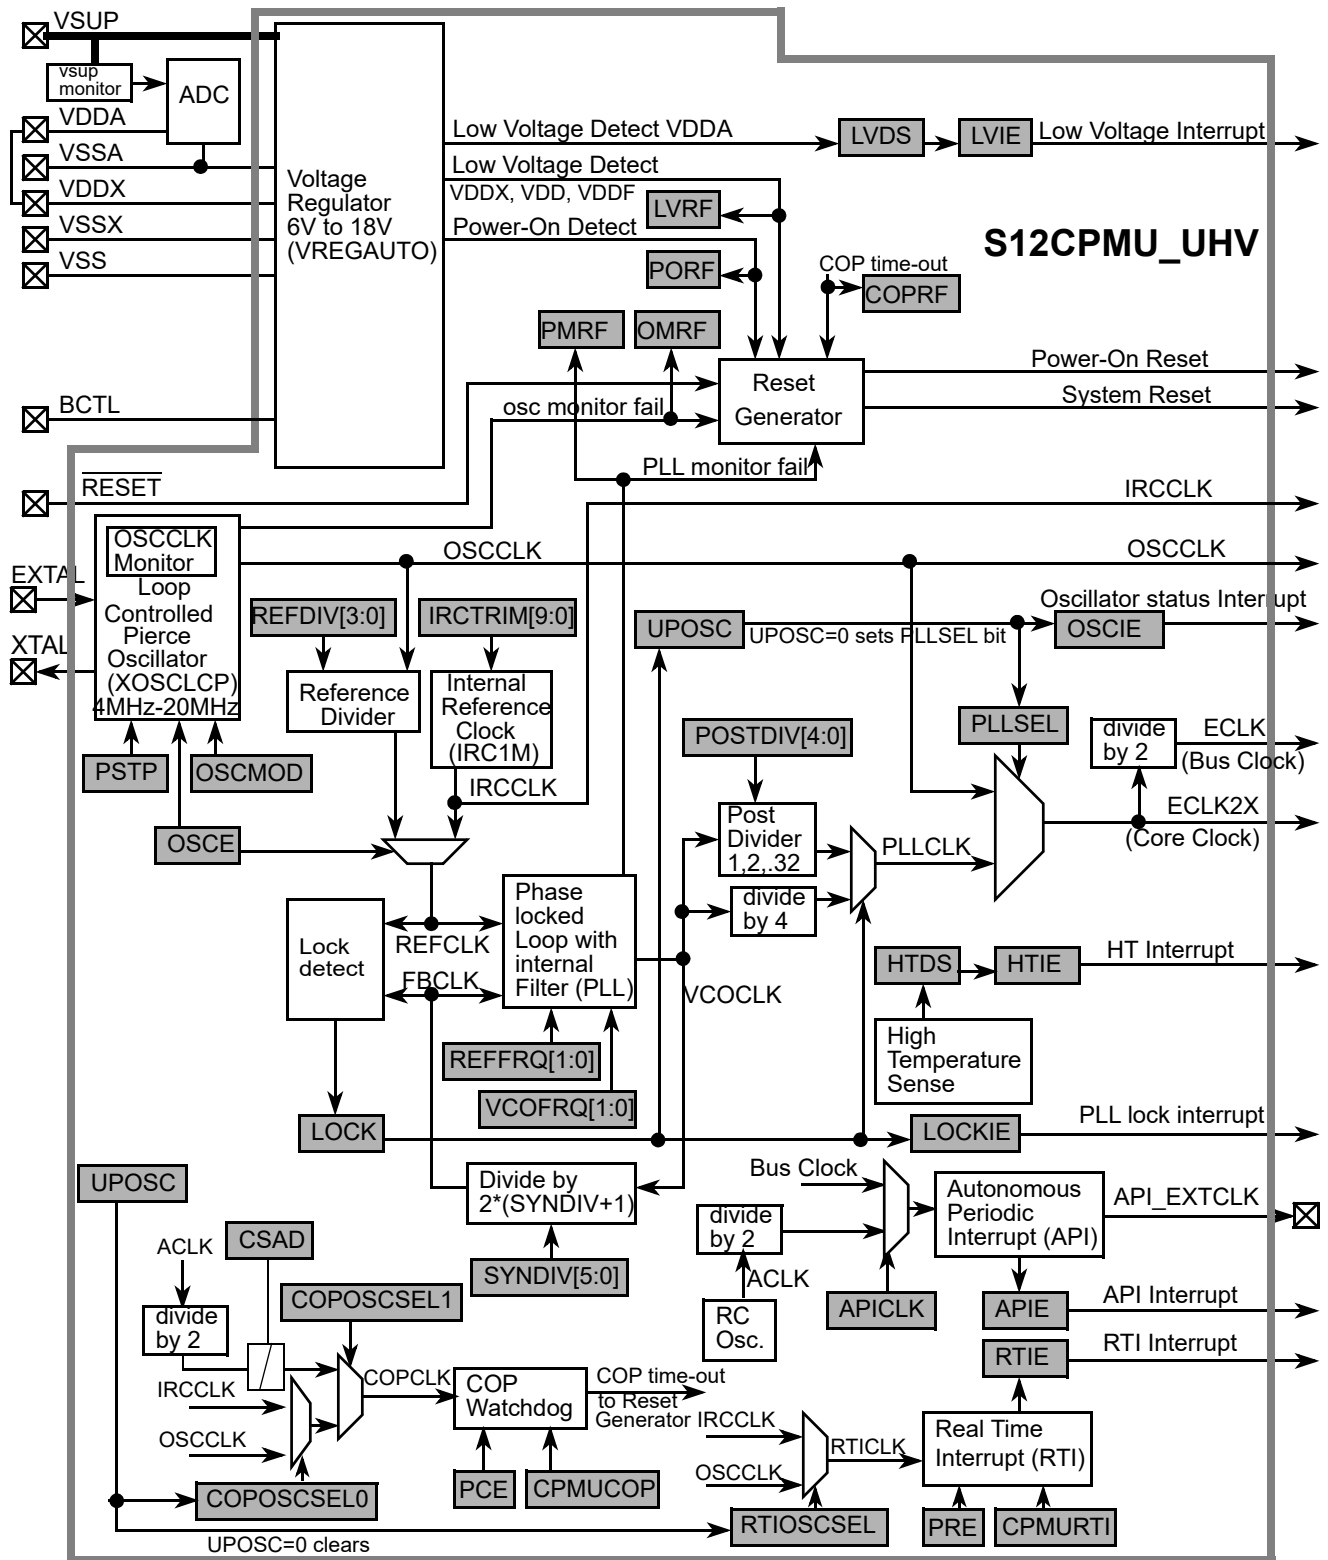 VSUP
vsup
monitor
ADC
VDDA
VSSA
VDDX
VSSX
VSS
BCTL
Voltage
Regulator
6V to 18V
(VREGAUTO)
Low Voltage Detect VDDA
LVDS
LVIE
Low Voltage Interrupt
Low Voltage Detect
VDDX, VDD, VDDF
LVRF
Power-On Detect
PORF
S12CPMU_UHV
COP time-out
COPRF
PMRF
OMRF
Reset
Generator
Power-On Reset
System Reset
osc monitor fail
PLL monitor fail
RESET
IRCCLK
OSCCLK
Monitor
Loop
Controlled
Pierce
Oscillator
(XOSCLCP)
4MHz-20MHz
EXTAL
XTAL
OSCCLK
OSCCLK
REFDIV[3:0]
IRCTRIM[9:0]
UPOSC
UPOSC=0 sets PLLSEL bit
Oscillator status Interrupt
OSCIE
Reference
Divider
Internal
Reference
Clock
(IRC1M)
PSTP
OSCMOD
IRCCLK
OSCE
POSTDIV[4:0]
PLLSEL
divide
by 2
ECLK
(Bus Clock)
ECLK2X
(Core Clock)
Post
Divider
1,2,.32
PLLCLK
divide
by 4
Lock
detect
REFCLK
FBCLK
Phase
locked
Loop with
internal
Filter (PLL)
VCOCLK
REFFRQ[1:0]
VCOFRQ[1:0]
HTDS
HTIE
HT Interrupt
High
Temperature
Sense
LOCK
LOCKIE
PLL lock interrupt
UPOSC
Divide by
2*(SYNDIV+1)
SYNDIV[5:0]
Bus Clock
divide
by 2
ACLK
RC
Osc.
APICLK
Autonomous
Periodic
Interrupt (API)
API_EXTCLK
APIE
API Interrupt
RTIE
RTI Interrupt
CSAD
ACLK
divide
by 2
COPOSCSEL1
IRCCLK
OSCCLK
COPCLK
COP
Watchdog
COP time-out
to Reset
Generator
PCE
CPMUCOP
COPOSCSEL0
UPOSC=0 clears
IRCCLK
OSCCLK
RTICLK
RTIOSCSEL
Real Time
Interrupt (RTI)
PRE
CPMURTI